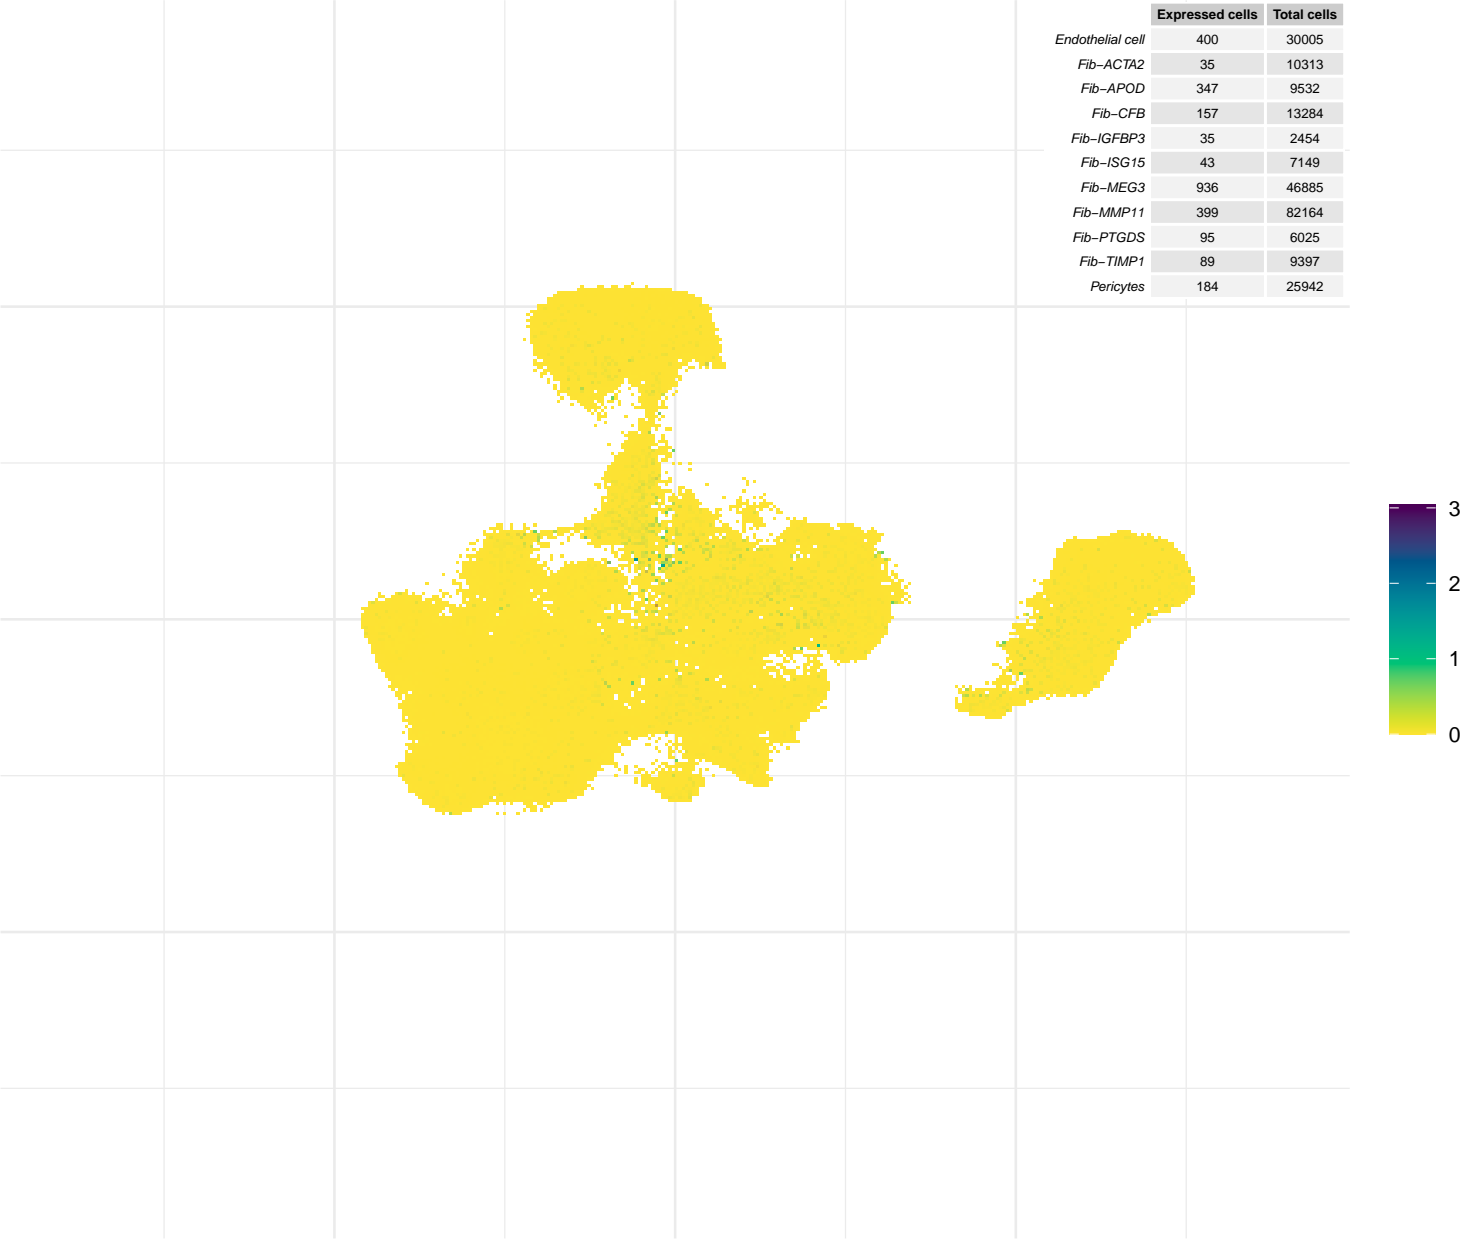 Expressed cells Total cells
Endothelial cell 400 30005
Fib−ACTA2 35 10313
Fib−APOD 347 9532
Fib−CFB 157 13284
Fib−IGFBP3 35 2454
Fib−ISG15 43 7149
Fib−MEG3 936 46885
Fib−MMP11 399 82164
Fib−PTGDS 95 6025
Fib−TIMP1 89 9397
Pericytes 184 25942
3
2
1
0